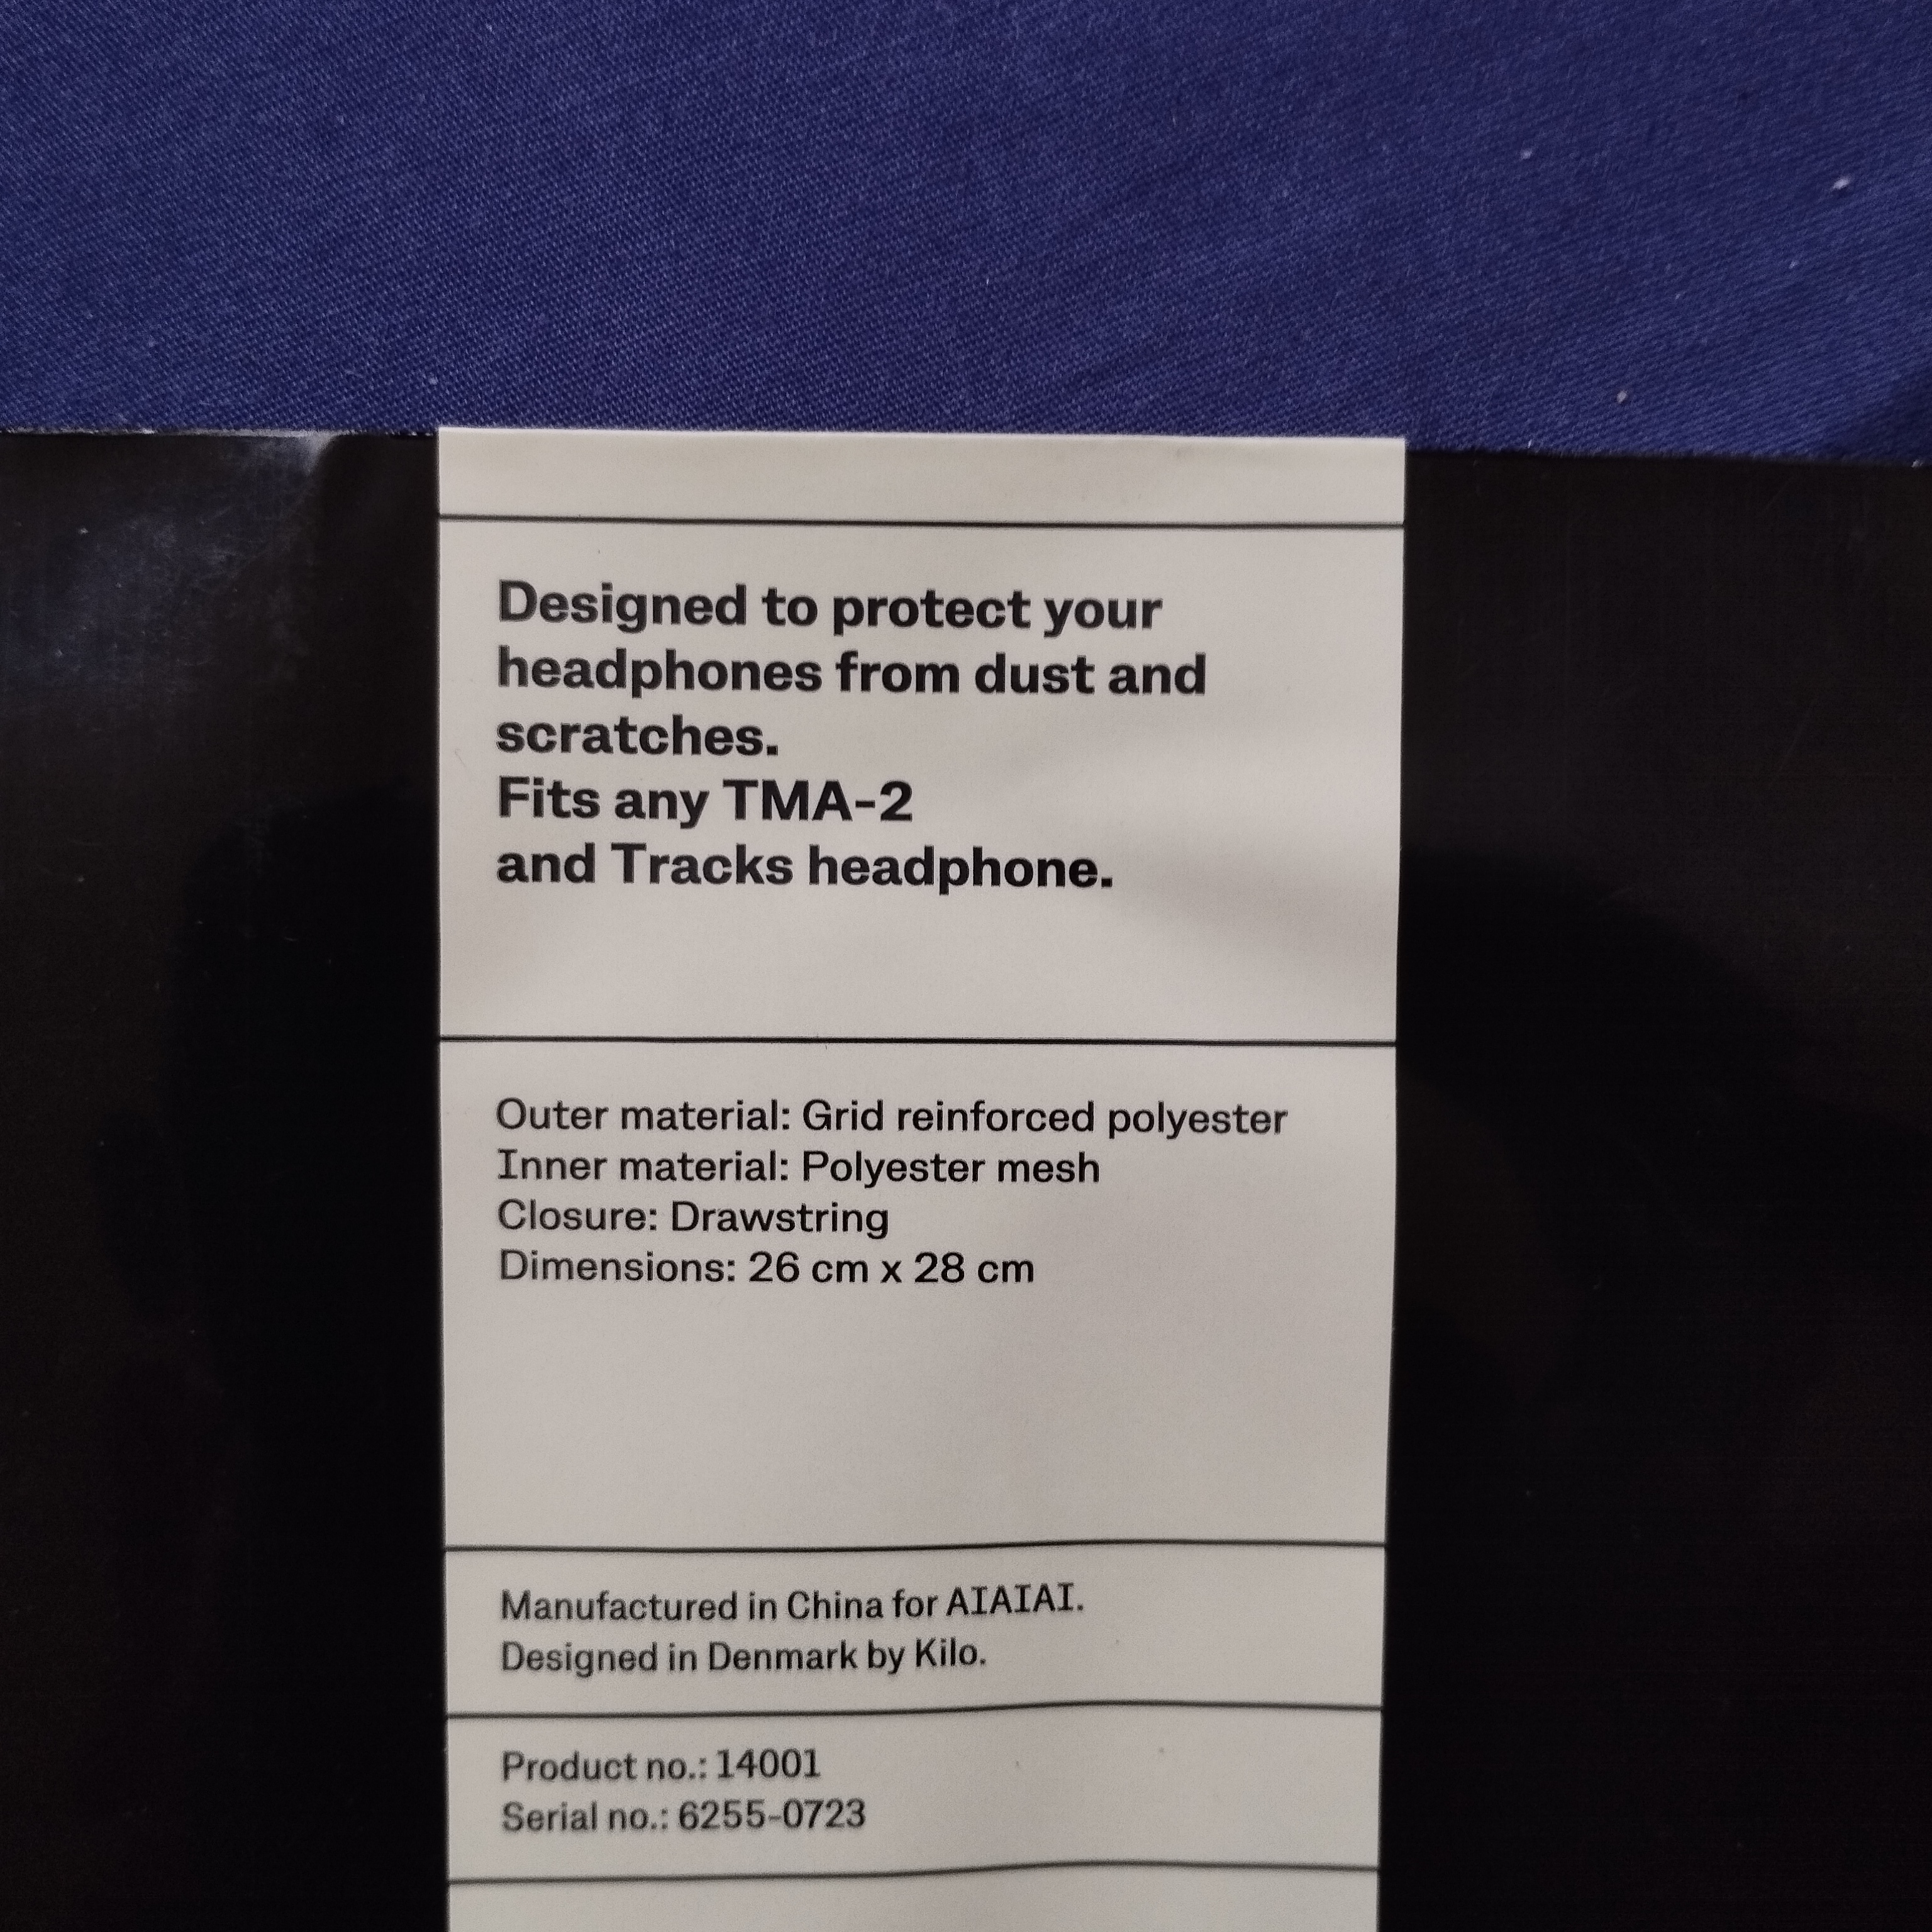 Designed to protect your
headphones from dust and
scratches.
Fits any TMA-2
and Tracks headphone.
Outer material: Grid reinforced polyester
Inner material: Polyester mesh
Closure: Drawstring
Dimensions: 26 cm x 28 cm
Manufactured in China for AIAIAI.
Designed in Denmark by Kilo.
Product no.: 14001
Serial no.: 6255-0723